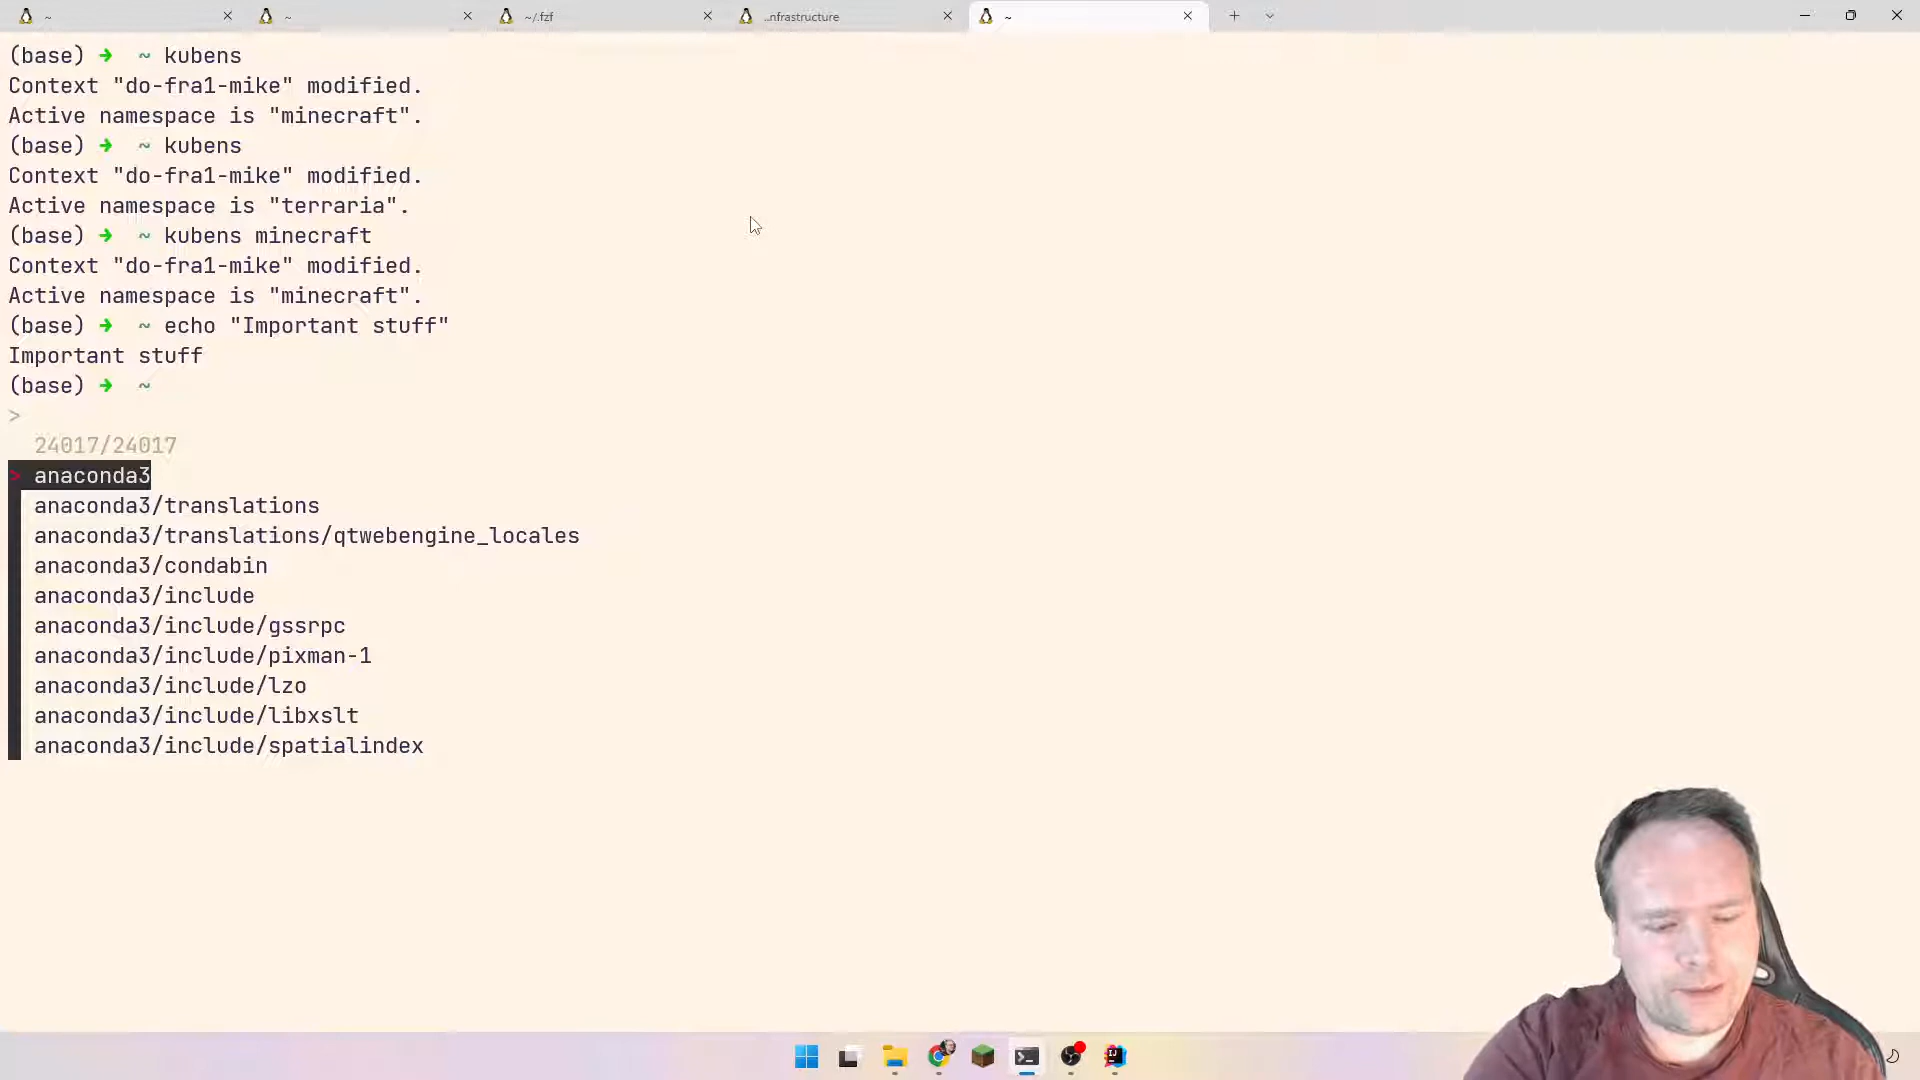 ~
~
~/.fzf
..nfrastructure
~
(base) ➜ ~ kubens
Context "do-fra1-mike" modified.
Active namespace is "minecraft".
(base) ➜ ~ kubens
Context "do-fra1-mike" modified.
Active namespace is "terraria".
(base) ➜ ~ kubens minecraft
Context "do-fra1-mike" modified.
Active namespace is "minecraft".
(base) ➜ ~ echo "Important stuff"
Important stuff
(base) ➜ ~
>
24017/24017
> anaconda3
anaconda3/translations
anaconda3/translations/qtwebengine_locales
anaconda3/condabin
anaconda3/include
anaconda3/include/gssrpc
anaconda3/include/pixman-1
anaconda3/include/lzo
anaconda3/include/libxslt
anaconda3/include/spatialindex